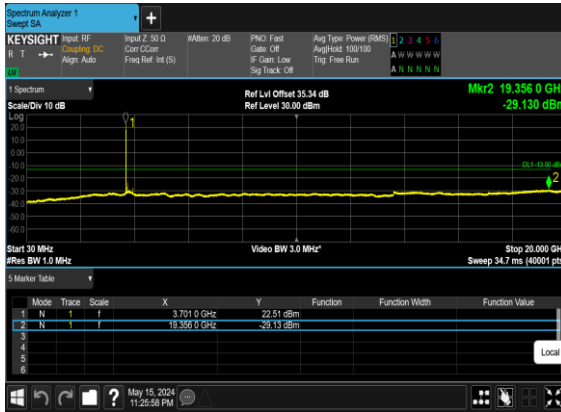 Spectrum Analyzer 1
Swept SA
+
KEYSIGHT Input: RF Input Z: 50 Ω #Atten: 20 dB PNO: Fast Avg Type: Power (RMS) 1 2 3 4 5 6
R T Coupling: DC Corr CCorr Gate: Off Avg|Hold: 100/100 A W W W W W
Align: Auto Freq Ref: Int (S) IF Gain: Low Trig: Free Run
LXI Sig Track: Off A N N N N N
1 Spectrum Ref Lvl Offset 35.34 dB Mkr2 19.356 0 GH
Scale/Div 10 dB Ref Level 30.00 dBm -29.130 dBm
Log
1
20.0
10.0
0.00
-10.0 DL1 -13.00 dB
-20.0 2
-30.0
-40.0
-50.0
-60.0
Start 30 MHz Video BW 3.0 MHz* Stop 20.000 GH
#Res BW 1.0 MHz Sweep 34.7 ms (40001 pts
5 Marker Table
Mode Trace Scale X Y Function Function Width Function Value
1 N 1 f 3.701 0 GHz 22.51 dBm
2 N 1 f 19.356 0 GHz -29.13 dBm
3
4
5 Local
6
? May 15, 2024
11:25:58 PM